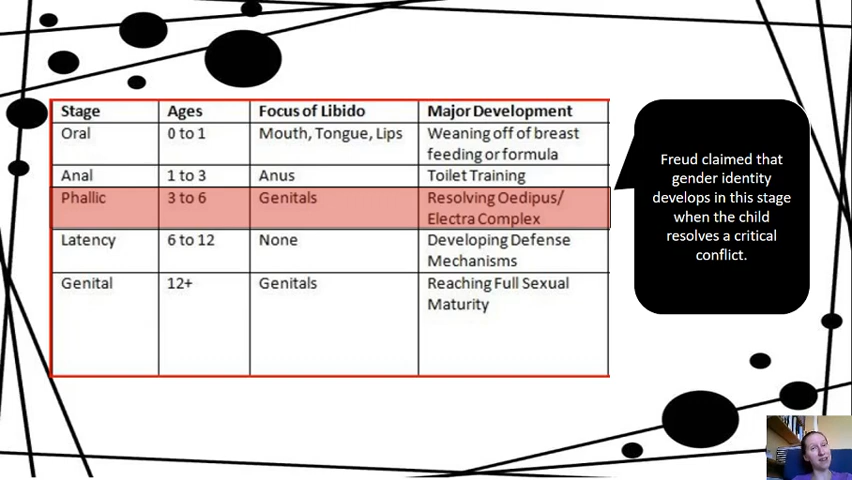 Stage Ages Focus of Libido Major Development
Oral 0 to 1 Mouth, Tongue, Lips Weaning off of breast
feeding or formula
Anal 1 to 3 Anus Toilet Training
Phallic 3 to 6 Genitals Resolving Oedipus/
Electra Complex
Latency 6 to 12 None Developing Defense
Mechanisms
Genital 12+ Genitals Reaching Full Sexual
Maturity
Freud claimed that
gender identity
develops in this stage
when the child
resolves a critical
conflict.